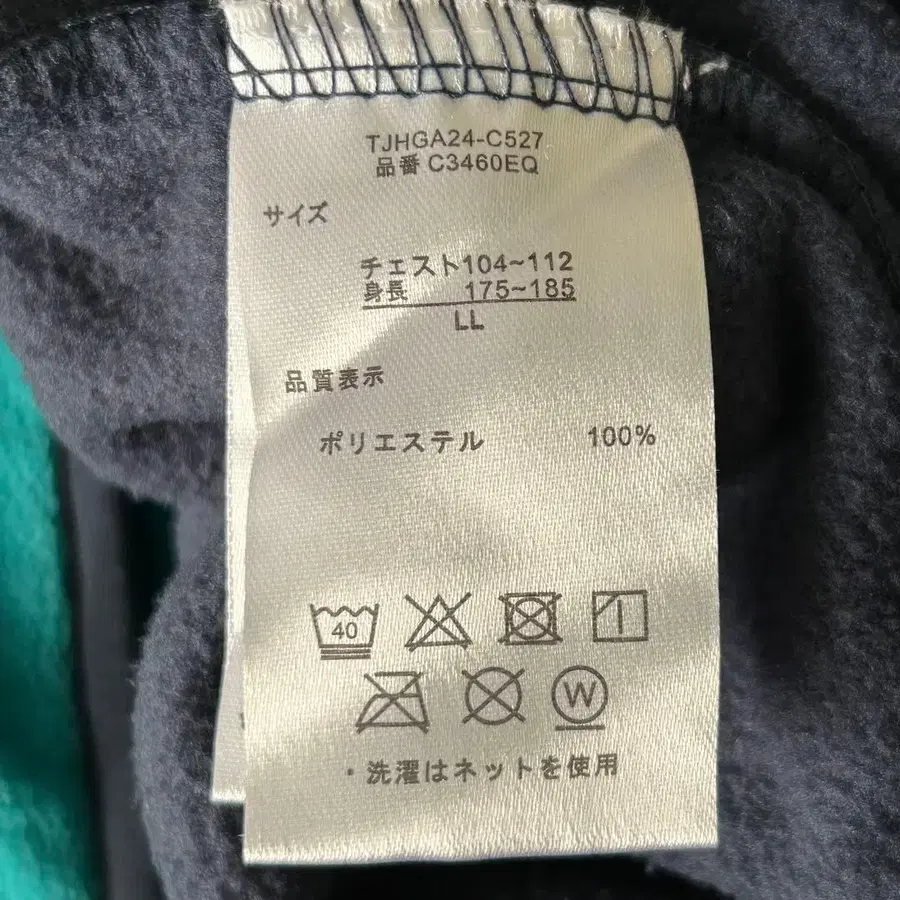 TJHGA24-C527
品番 C3460EQ
サイズ
チェスト104~112
身長 175~185
LL
品質表示
ポリエステル 100%
40
W
・洗濯はネットを使用